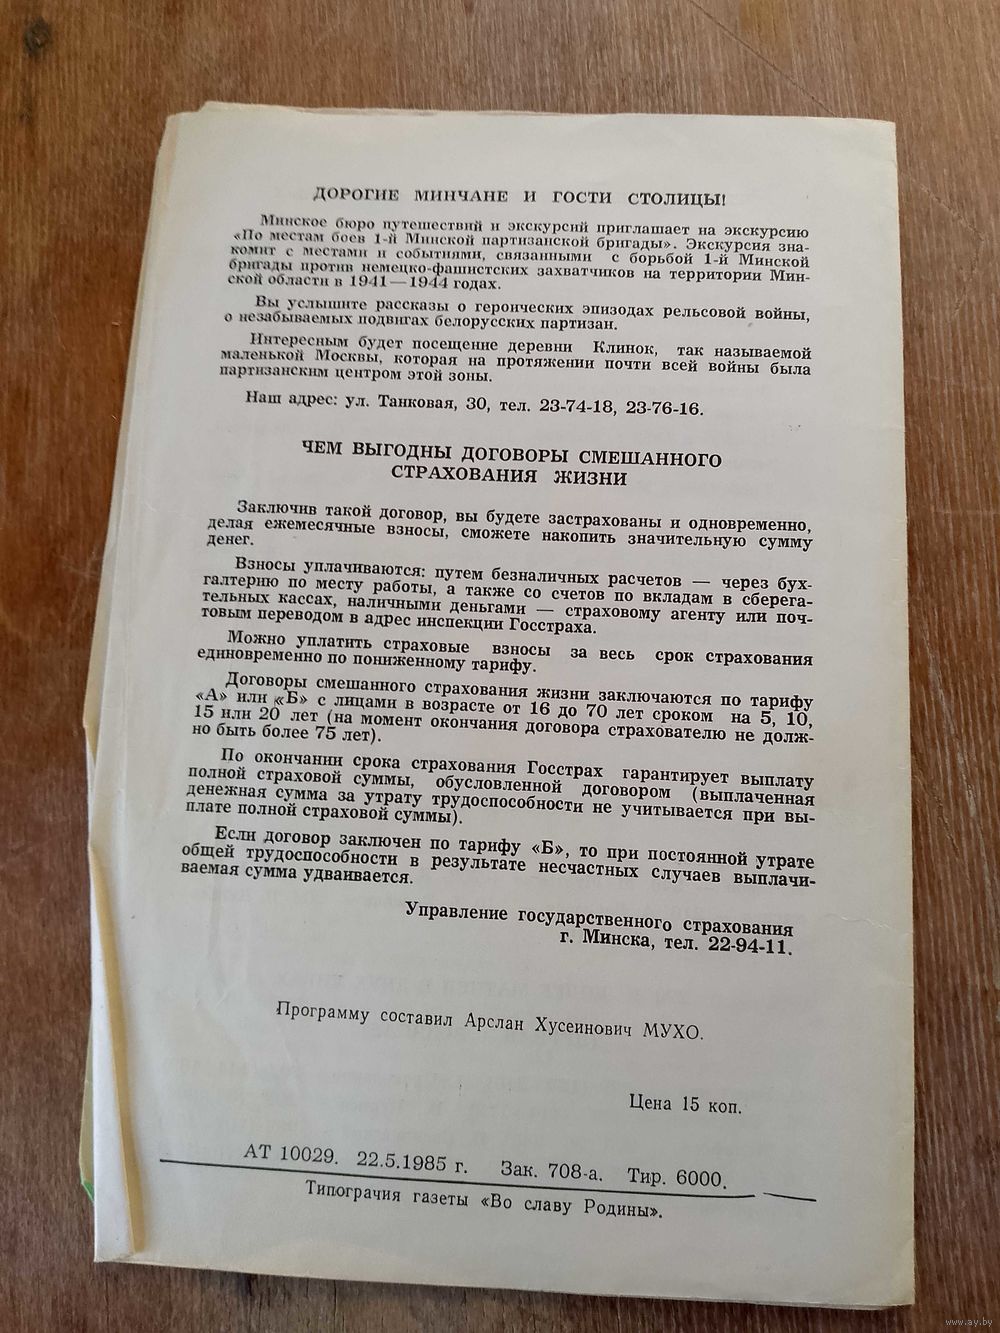 ДОРОГИЕ МИНЧАНЕ И ГОСТИ СТОЛИЦЫ!
Минское бюро путешествий и экскурсий приглашает на экскурсию
«По местам боев 1-й Минской партизанской бригады». Экскурсия зна-
комит с местами и событиями, связанными с борьбой 1-й Минской
бригады против немецко-фашистских захватчиков на территории Мин-
ской области в 1941—1944 годах.
Вы услышите рассказы о героических эпизодах рельсовой войны,
о незабываемых подвигах белорусских партизан.
Интересным будет посещение деревни Клинок, так называемой
маленькой Москвы, которая на протяжении почти всей войны была
партизанским центром этой зоны.
Наш адрес: ул. Танковая, 30, тел. 23-74-18, 23-76-16.
ЧЕМ ВЫГОДНЫ ДОГОВОРЫ СМЕШАННОГО
СТРАХОВАНИЯ ЖИЗНИ
Заключив такой договор, вы будете застрахованы и одновременно,
делая ежемесячные взносы, сможете накопить значительную сумму
денег.
Взносы уплачиваются: путем безналичных расчетов — через бух-
галтерию по месту работы, а также со счетов по вкладам в сберега-
тельных кассах, наличными деньгами — страховому агенту или поч-
товым переводом в адрес инспекции Госстраха.
Можно уплатить страховые взносы за весь срок страхования
единовременно по пониженному тарифу.
Договоры смешанного страхования жизни заключаются по тарифу
«А» или «Б» с лицами в возрасте от 16 до 70 лет сроком на 5, 10,
15 или 20 лет (на момент окончания договора страхователю не долж-
но быть более 75 лет).
По окончании срока страхования Госстрах гарантирует выплату
полной страховой суммы, обусловленной договором (выплаченная
денежная сумма за утрату трудоспособности не учитывается при вы-
плате полной страховой суммы).
Если договор заключен по тарифу «Б», то при постоянной утрате
общей трудоспособности в результате несчастных случаев выплачи-
ваемая сумма удваивается.
Управление государственного страхования
г. Минска, тел. 22-94-11.
Программу составил Арслан Хусеинович МУХО.
Цена 15 коп.
АТ 10029. 22.5.1985 г. Зак. 708-а. Тир. 6000.
Типограчия газеты «Во славу Родины».
www.ay.by